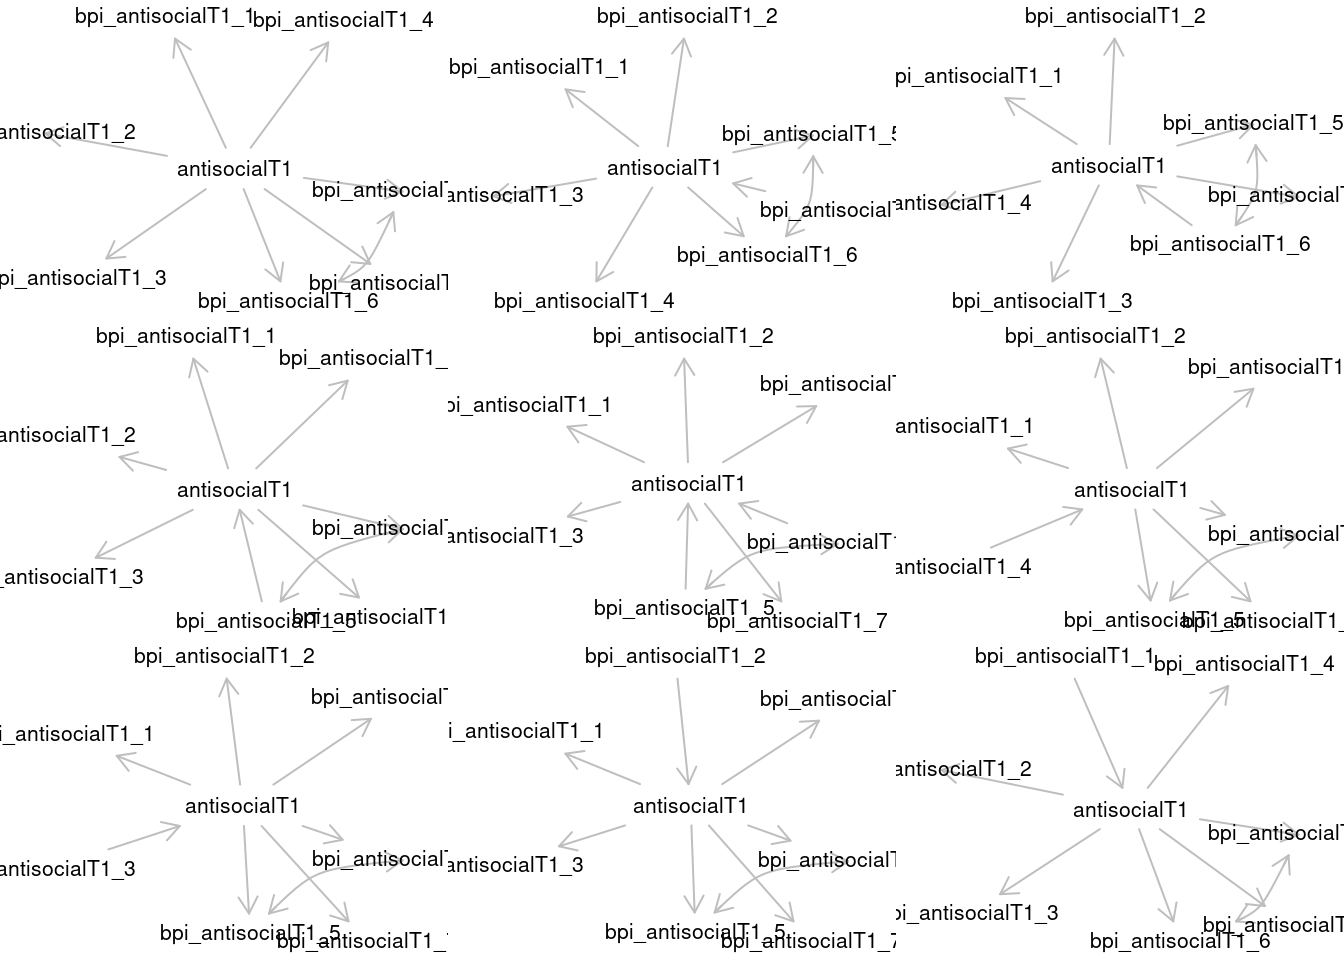 bpi_antisocialT1_1
bpi_antisocialT1_4
antisocialT1_2
antisocialT1
bpi_antisocialT
pi_antisocialT1_3
bpi_antisocialT
bpi_antisocialT1_6
bpi_antisocialT1_2
bpi_antisocialT1_1
bpi_antisocialT1_5
antisocialT1
antisocialT1_3
bpi_antisocialT
bpi_antisocialT1_6
bpi_antisocialT1_4
bpi_antisocialT1_2
pi_antisocialT1_1
bpi_antisocialT1_5
antisocialT1
antisocialT1_4
bpi_antisocialT
bpi_antisocialT1_6
bpi_antisocialT1_3
bpi_antisocialT1_1
bpi_antisocialT1_
antisocialT1_2
antisocialT1
bpi_antisocialT
_antisocialT1_3
bpi_antisocialT1_5
bpi_antisocialT1
bpi_antisocialT1_2
bpi_antisocialT
pi_antisocialT1_1
antisocialT1
antisocialT1_3
bpi_antisocialT1
bpi_antisocialT1_5
bpi_antisocialT1_7
bpi_antisocialT1_2
bpi_antisocialT1
antisocialT1_1
antisocialT1
bpi_antisocialT
antisocialT1_4
bpi_antisocialT1_5
bpi_antisocialT1_
bpi_antisocialT1_2
bpi_antisocialT
i_antisocialT1_1
antisocialT1
bpi_antisocialT
antisocialT1_3
bpi_antisocialT1_5
bpi_antisocialT1_
bpi_antisocialT1_2
bpi_antisocialT
i_antisocialT1_1
antisocialT1
bpi_antisocialT
antisocialT1_3
bpi_antisocialT1_5
bpi_antisocialT1_7
bpi_antisocialT1_1
bpi_antisocialT1_4
antisocialT1_2
antisocialT1
bpi_antisocialT
pi_antisocialT1_3
bpi_antisocialT
bpi_antisocialT1_6